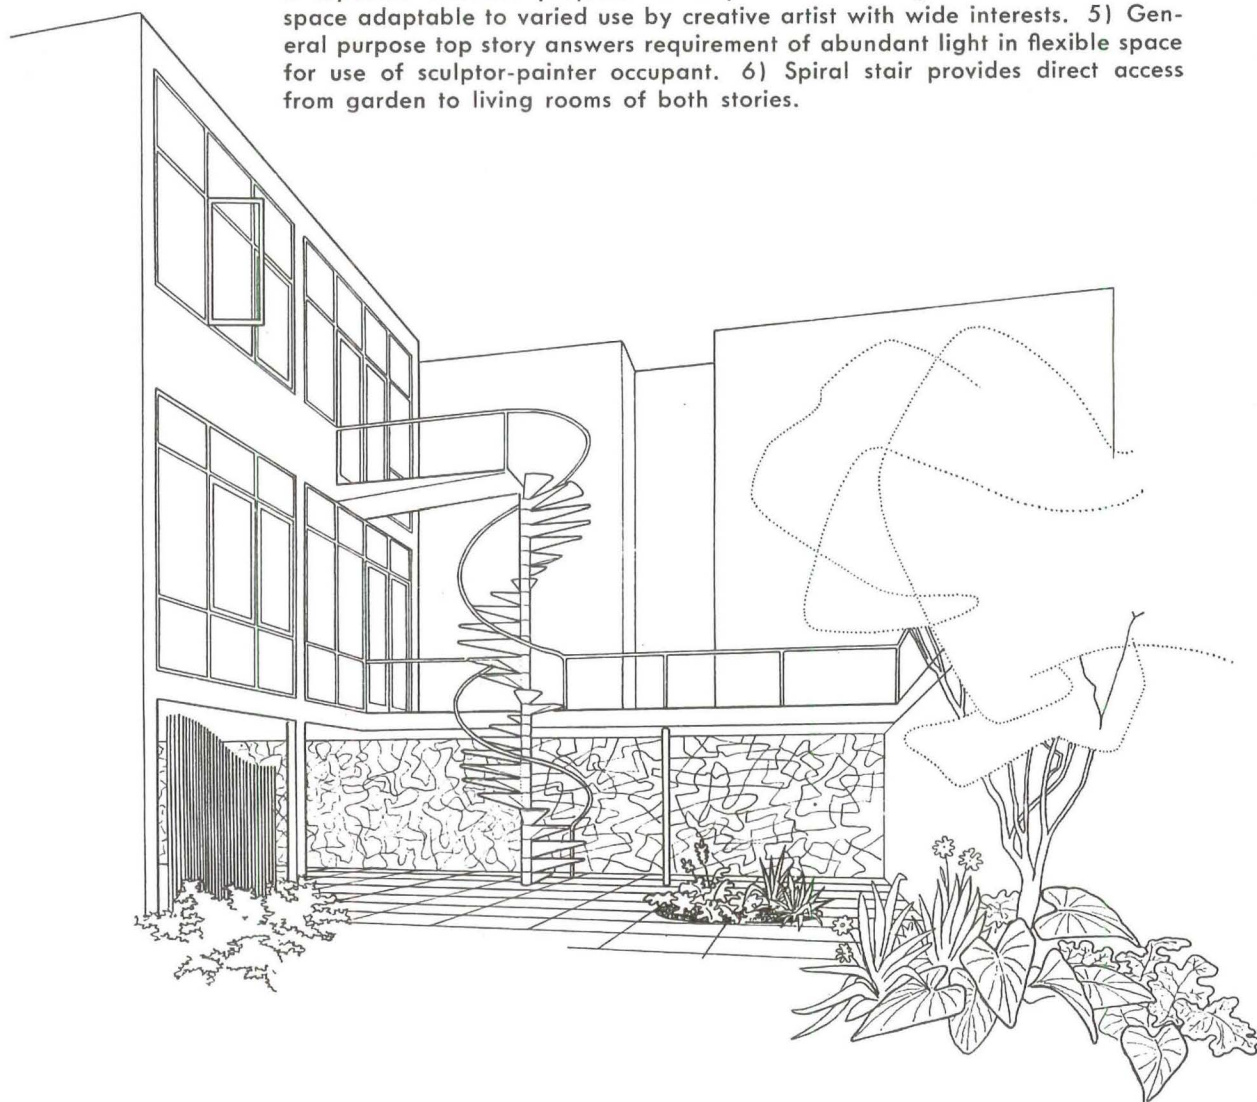 space adaptable to varied use by creative artist with wide interests. 5) Gen-
eral purpose top story answers requirement of abundant light in flexible space
for use of sculptor-painter occupant. 6) Spiral stair provides direct access
from garden to living rooms of both stories.